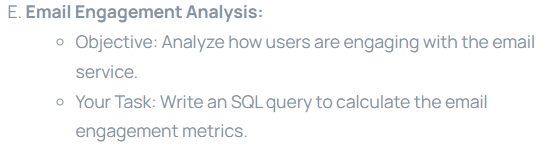 E. Email Engagement Analysis:
Objective: Analyze how users are engaging with the email
service.
Your Task: Write an SQL query to calculate the email
engagement metrics.